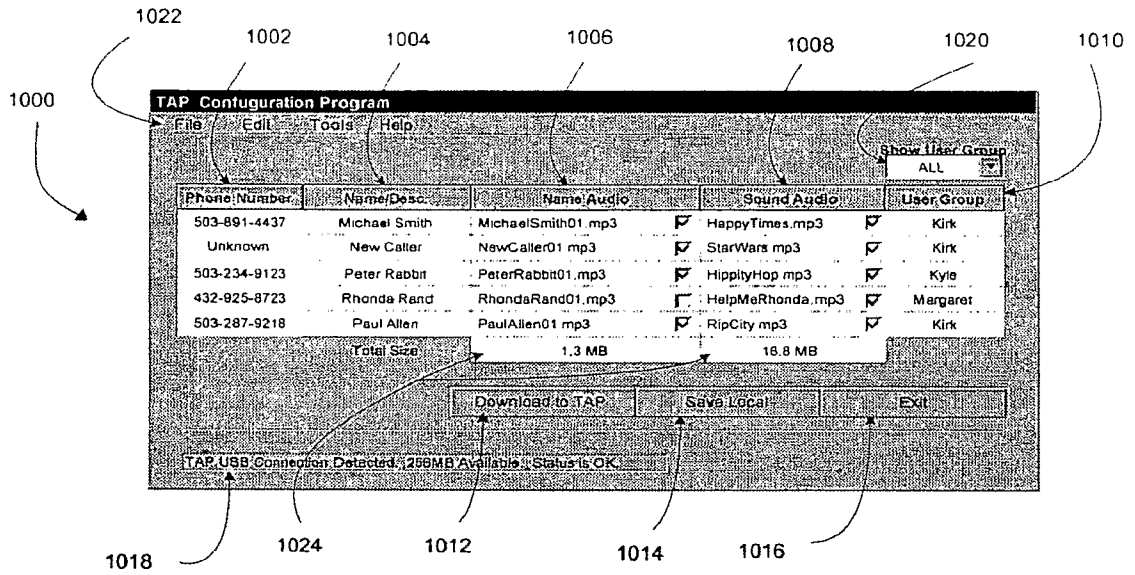 1022
1002 1004 1006 1008 1020 1010
1000
TAP Confuguration Program
File Edit Tools Help
Show User Group
ALL
Phone Number Name/Desc. Name Audio Sound Audio User Group
503-891-4437 Michael Smith MichaelSmith01.mp3 HappyTimes.mp3 Kirk
Unknown New Caller NewCaller01 mp3 StarWars mp3 Kirk
503-234-9123 Peter Rabbit PeterRabbit01.mp3 HippityHop mp3 Kyle
432-925-8723 Rhonda Rand RhondaRand01.mp3 HelpMeRhonda.mp3 Margaret
503-287-9218 Paul Allen PaulAllen01 mp3 RipCity mp3 Kirk
Total Size 1.3 MB 16.8 MB
Download to TAP Save Local Exit
TAP USB Connection Detected. 256MB Available. Status is OK.
1018 1024 1012 1014 1016